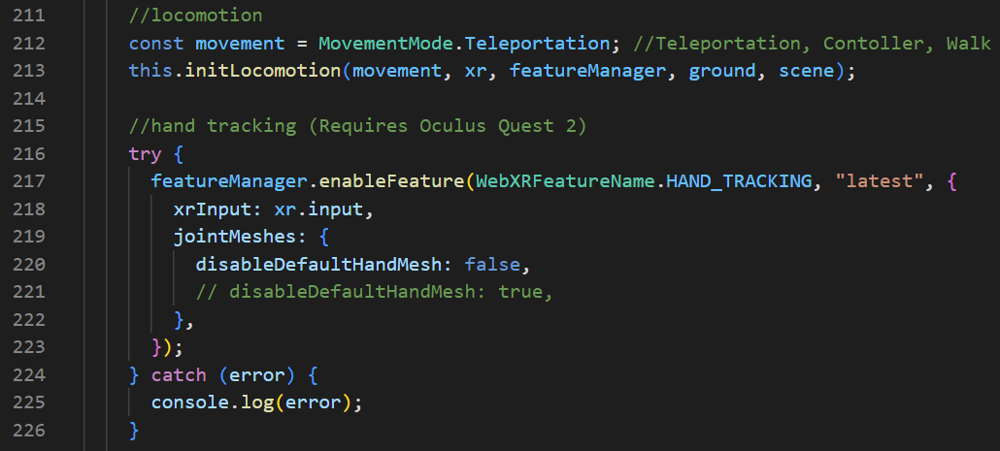 211 //locomotion
212 const movement = MovementMode.Teleportation; //Teleportation, Contoller, Walk
213 this.initLocomotion(movement, xr, featureManager, ground, scene);
214
215 //hand tracking (Requires Oculus Quest 2)
216 try {
217 featureManager.enableFeature(WebXRFeatureName.HAND_TRACKING, "latest", {
218 xrInput: xr.input,
219 jointMeshes: {
220 disableDefaultHandMesh: false,
221 // disableDefaultHandMesh: true,
222 },
223 });
224 } catch (error) {
225 console.log(error);
226 }